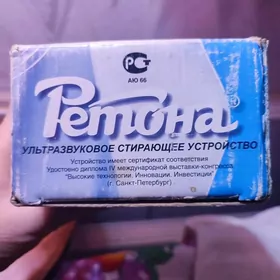 РС
АЮ 66
Ретона®
УЛЬТРАЗВУКОВОЕ СТИРАЮЩЕЕ УСТРОЙСТВО
Устройство имеет сертификат соответствия
Удостоено диплома IV международной выставки-конгресса
"Высокие технологии. Инновации. Инвестиции"
(г. Санкт-Петербург)